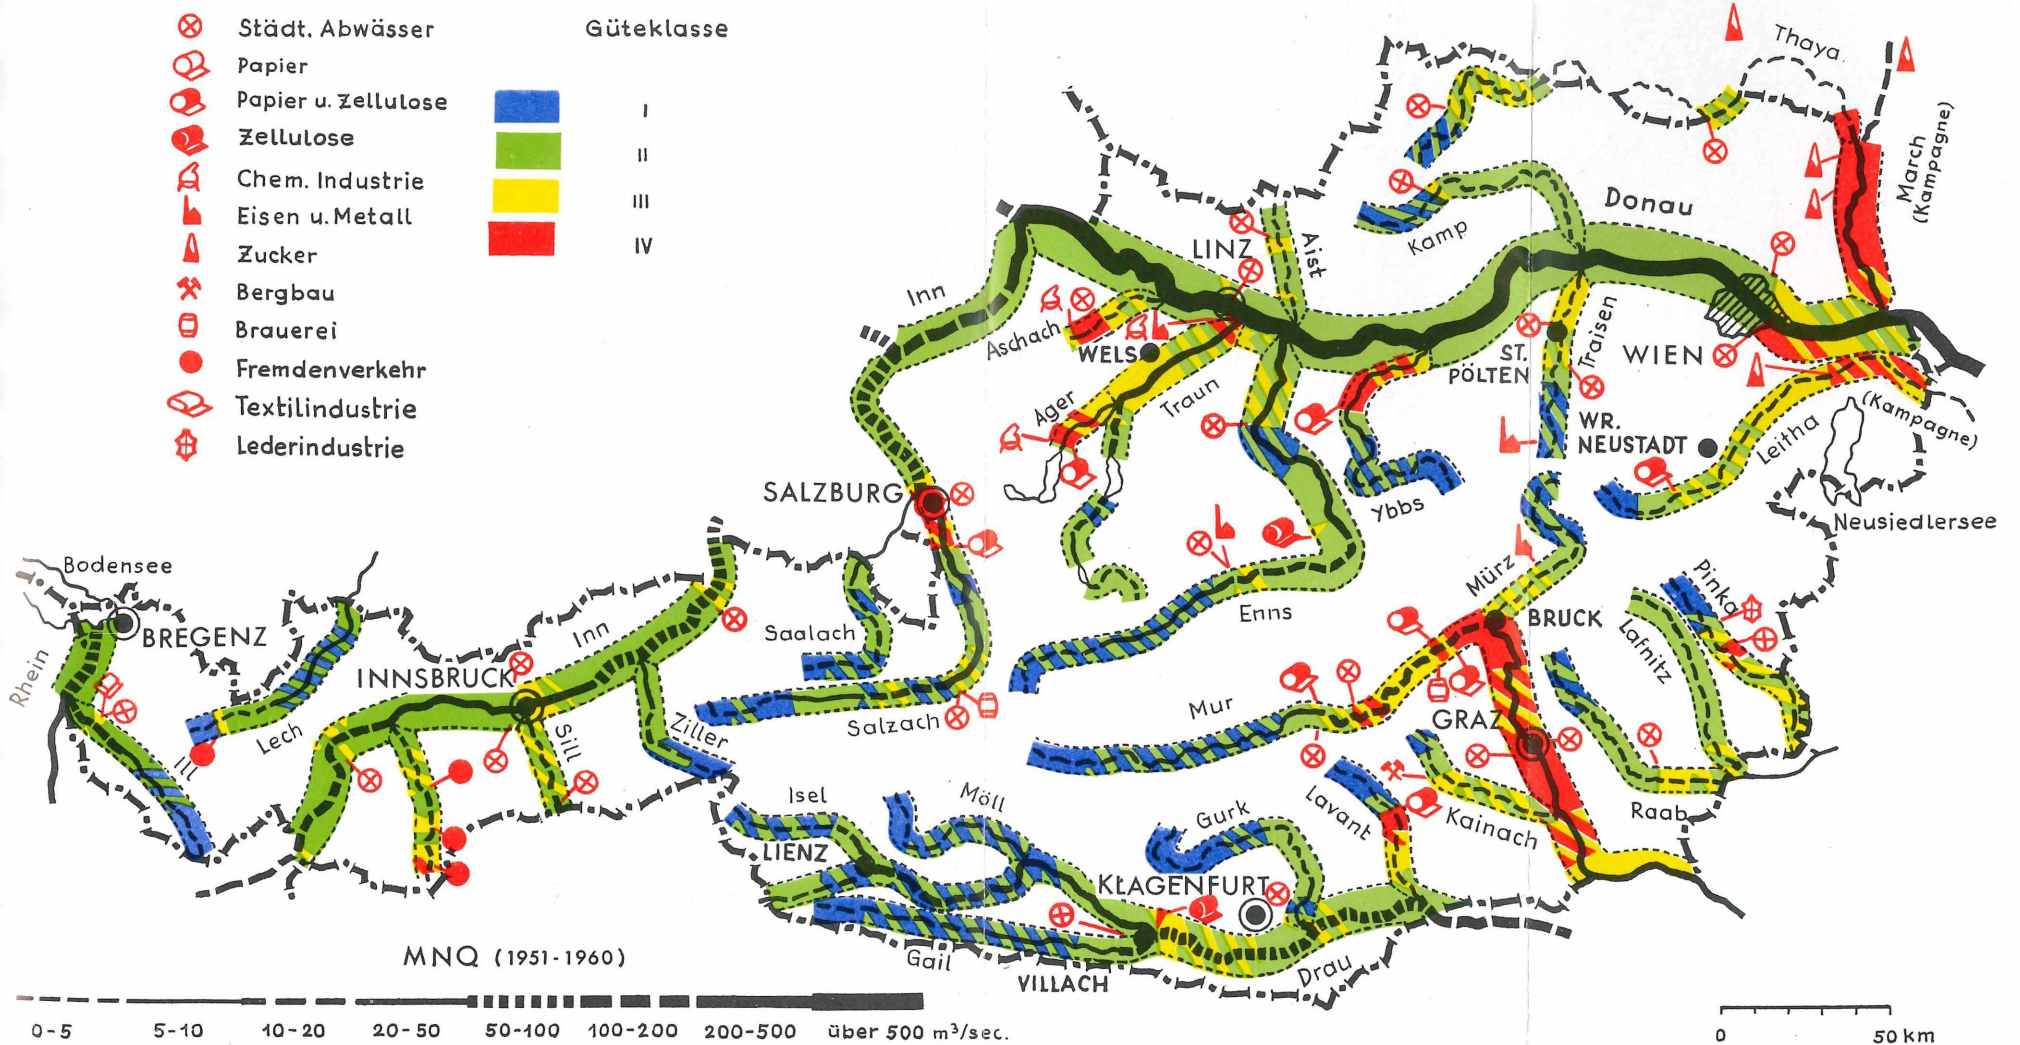 Städt. Abwässer
Papier
Papier u. Zellulose
Zellulose
Chem. Industrie
Eisen u. Metall
Zucker
Bergbau
Brauerei
Fremdenverkehr
Textilindustrie
Lederindustrie
Güteklasse
I
II
III
IV
Thaya
March
(Kampagne)
Donau
Kamp
Aist
LINZ
Inn
Aschach
WELS
Ager
Traun
ST.
PÖLTEN
Traisen
WIEN
(Kampagne)
WR.
NEUSTADT
Leitha
Neusiedlersee
Ybbs
SALZBURG
Bodensee
BREGENZ
Rhein
Ill
Lech
INNSBRUCK
Inn
Sill
Ziller
Saalach
Salzach
Enns
Mürz
BRUCK
Pinka
Lafnitz
Mur
GRAZ
Raab
Kainach
Lavant
Gurk
Möll
Isel
LIENZ
KLAGENFURT
Gail
VILLACH
Drau
MNQ (1951-1960)
0-5 5-10 10-20 20-50 50-100 100-200 200-500 über 500 m³/sec.
0 50 km